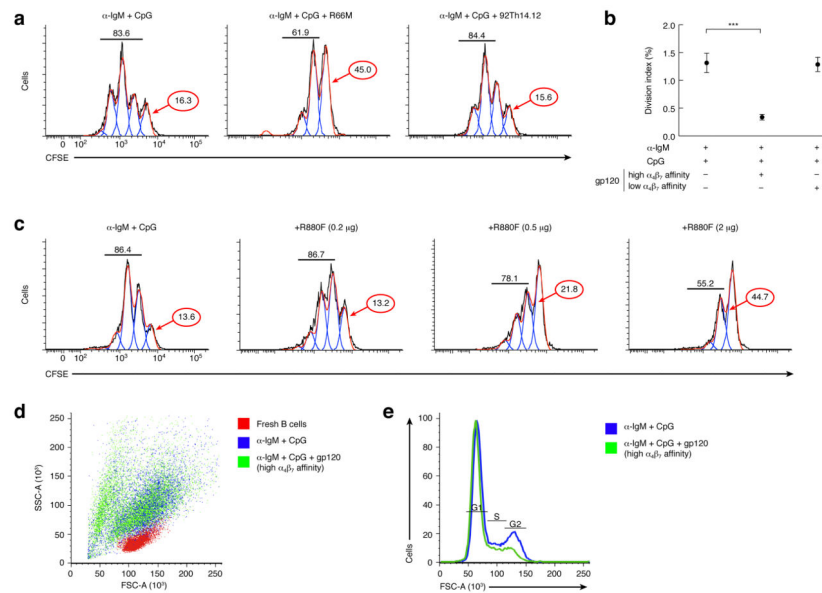 a
α-IgM + CpG
α-IgM + CpG + R66M
α-IgM + CpG + 92Th14.12
83.6
61.9
84.4
16.3
45.0
15.6
Cells
0 10² 10³ 10⁴ 10⁵
CFSE
b
***
Division index (%)
2.0
1.5
1.0
0.5
0
α-IgM + + +
CpG + + +
gp120
high α₄β₇ affinity – + –
low α₄β₇ affinity – – +
c
α-IgM + CpG
+R880F (0.2 μg)
+R880F (0.5 μg)
+R880F (2 μg)
86.4
86.7
78.1
55.2
13.6
13.2
21.8
44.7
Cells
0 10² 10³ 10⁴ 10⁵
CFSE
d
SSC-A (10³)
250
200
150
100
50
0
0 50 100 150 200 250
FSC-A (10³)
Fresh B cells
α-IgM + CpG
α-IgM + CpG + gp120
(high α₄β₇ affinity)
e
Cells
100
80
60
40
20
0
G1
S
G2
0 50 100 150 200 250
FSC-A (10³)
α-IgM + CpG
α-IgM + CpG + gp120
(high α₄β₇ affinity)